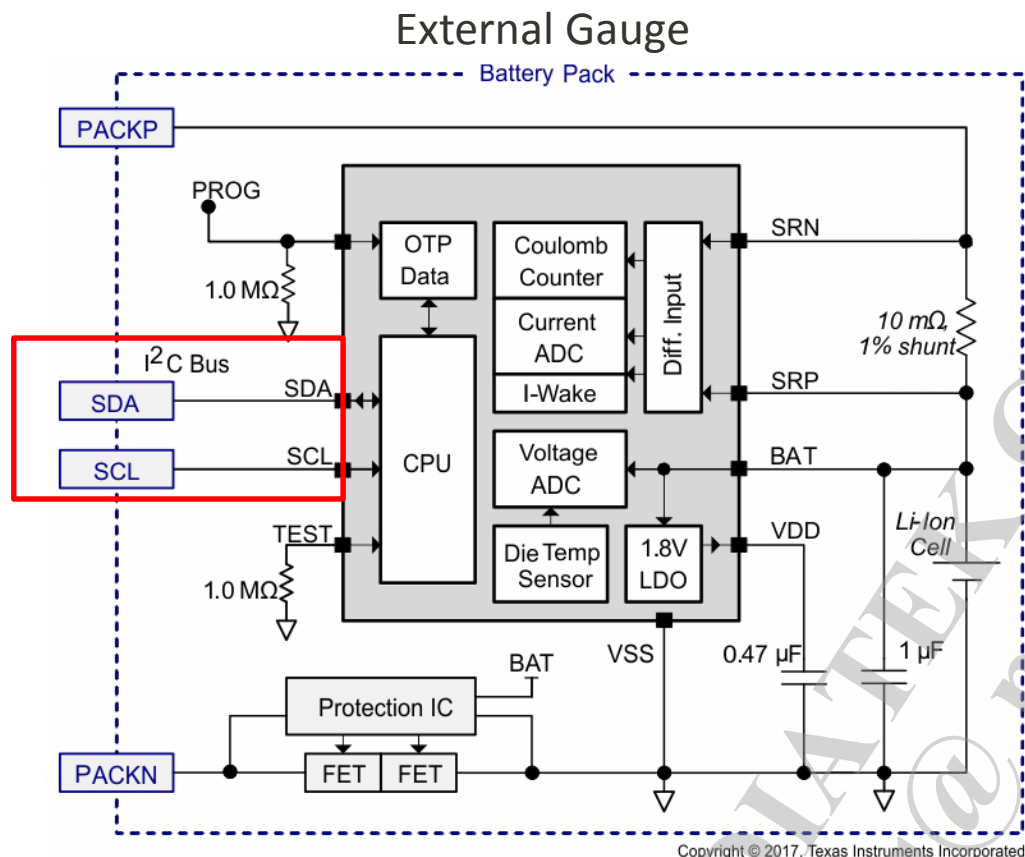 External Gauge
Battery Pack
PACKP
PROG
SRN
OTP
Data
Coulomb
Counter
1.0 MΩ
Diff. Input
Current
ADC
10 mΩ,
1% shunt
I²C Bus
I-Wake
SRP
SDA
SDA
SCL
SCL
CPU
Voltage
ADC
BAT
Li-Ion
Cell
TEST
VDD
Die Temp
Sensor
1.8V
LDO
1.0 MΩ
VSS
0.47 µF
1 µF
BAT
Protection IC
PACKN
FET
FET
Copyright © 2017, Texas Instruments Incorporated